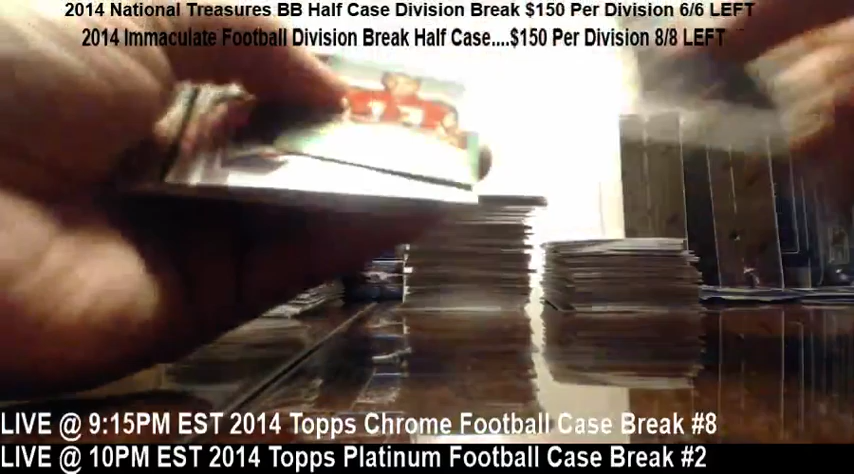 2014 National Treasures BB Half Case Division Break $150 Per Division 6/6 LEFT
2014 Immaculate Football Division Break Half Case....$150 Per Division 8/8 LEFT
LIVE @ 9:15PM EST 2014 Topps Chrome Football Case Break #8
LIVE @ 10PM EST 2014 Topps Platinum Football Case Break #2